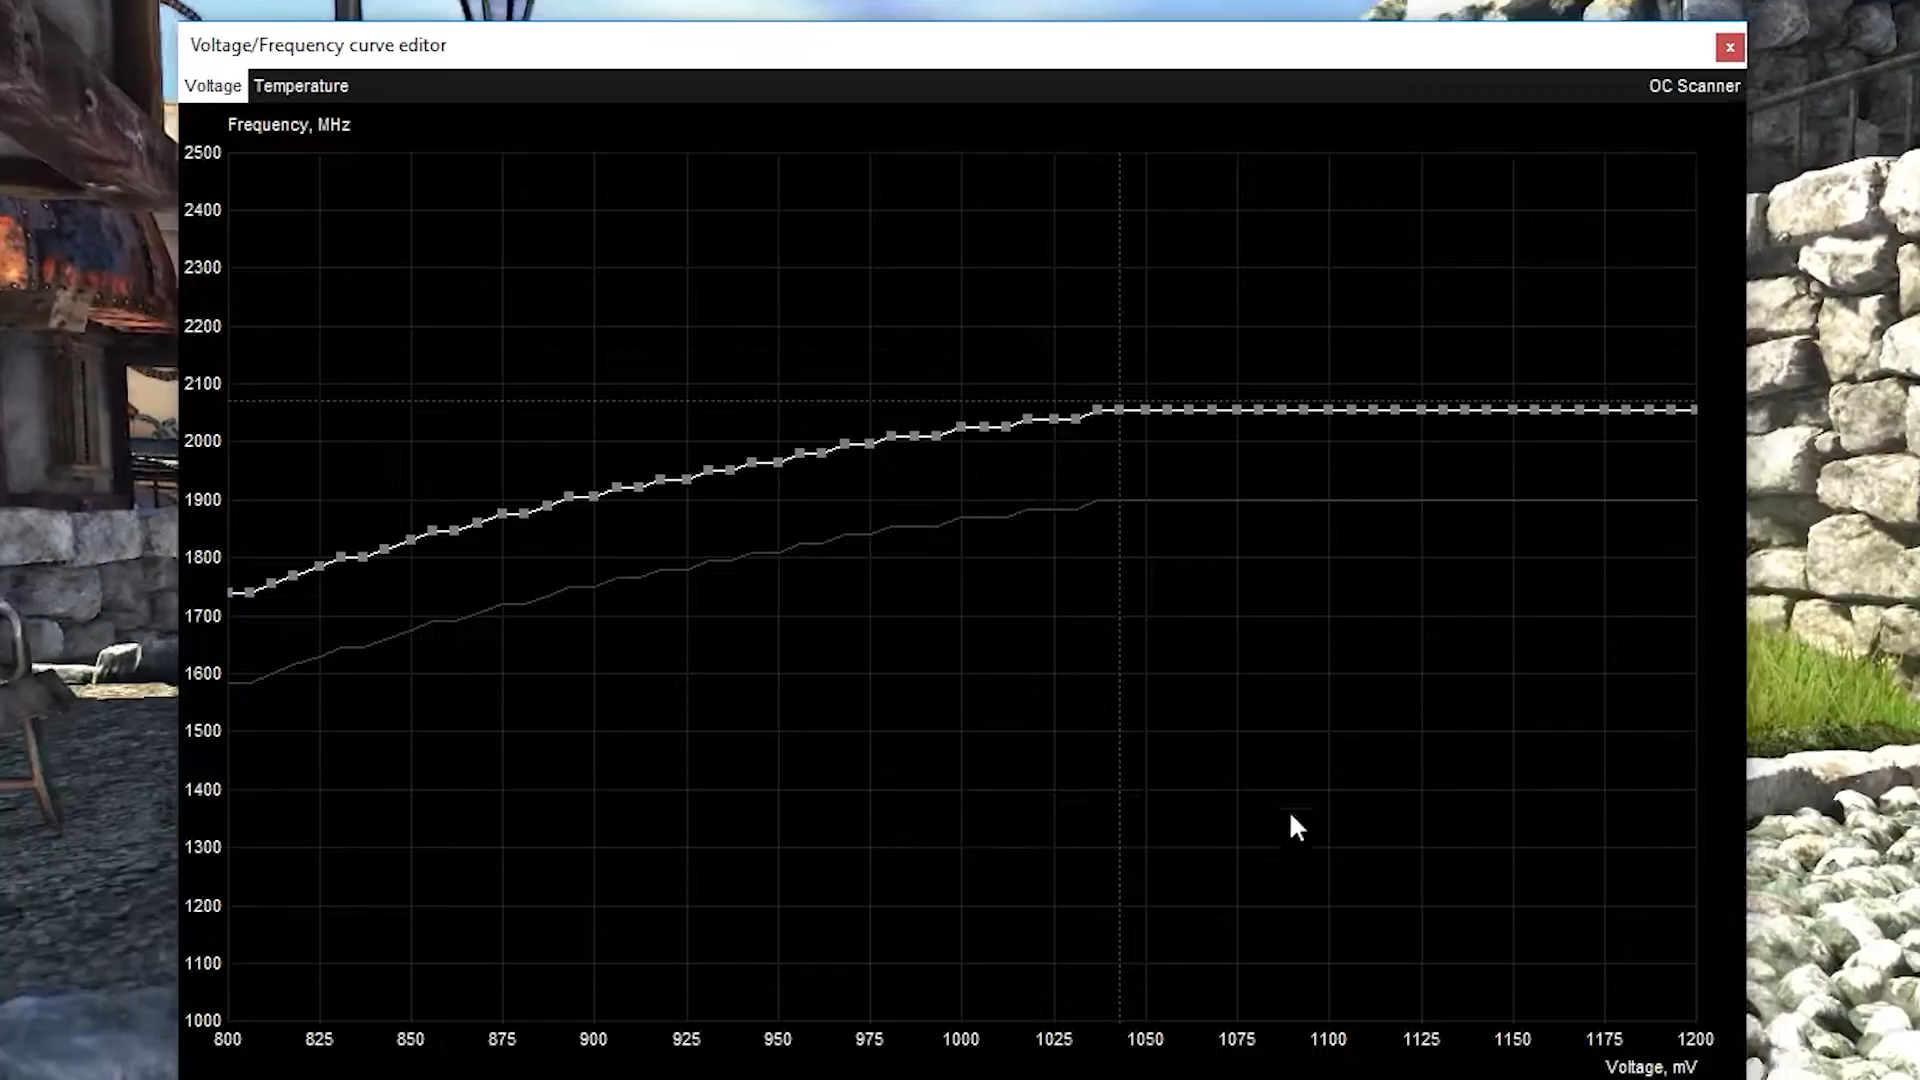 Voltage/Frequency curve editor
x
Voltage Temperature OC Scanner
Frequency, MHz
2500
2400
2300
2200
2100
2000
1900
1800
1700
1600
1500
1400
1300
1200
1100
1000
800 825 850 875 900 925 950 975 1000 1025 1050 1075 1100 1125 1150 1175 1200
Voltage, mV